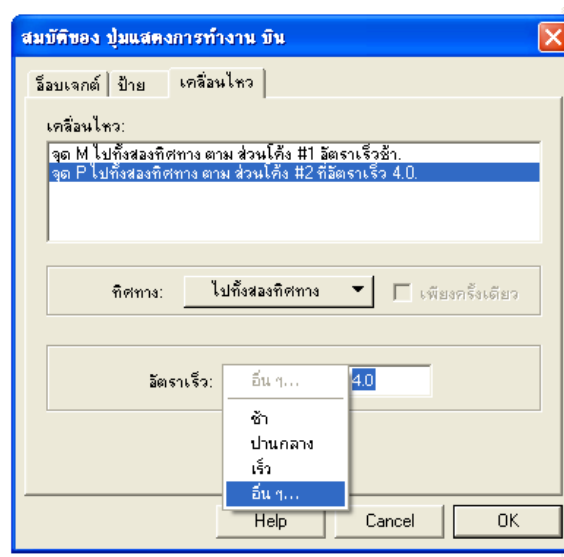 สมบัติของ ปุ่มแสดงการทำงาน บิน
อ็อบเจกต์ ป้าย เคลื่อนไหว
เคลื่อนไหว:
จุด M ไปทั้งสองทิศทาง ตาม ส่วนโค้ง #1 อัตราเร็วช้า.
จุด P ไปทั้งสองทิศทาง ตาม ส่วนโค้ง #2 ที่อัตราเร็ว 4.0.
ทิศทาง: ไปทั้งสองทิศทาง เพียงครั้งเดียว
อัตราเร็ว: อื่น ๆ... 4.0
ช้า
ปานกลาง
เร็ว
อื่น ๆ...
Help Cancel OK